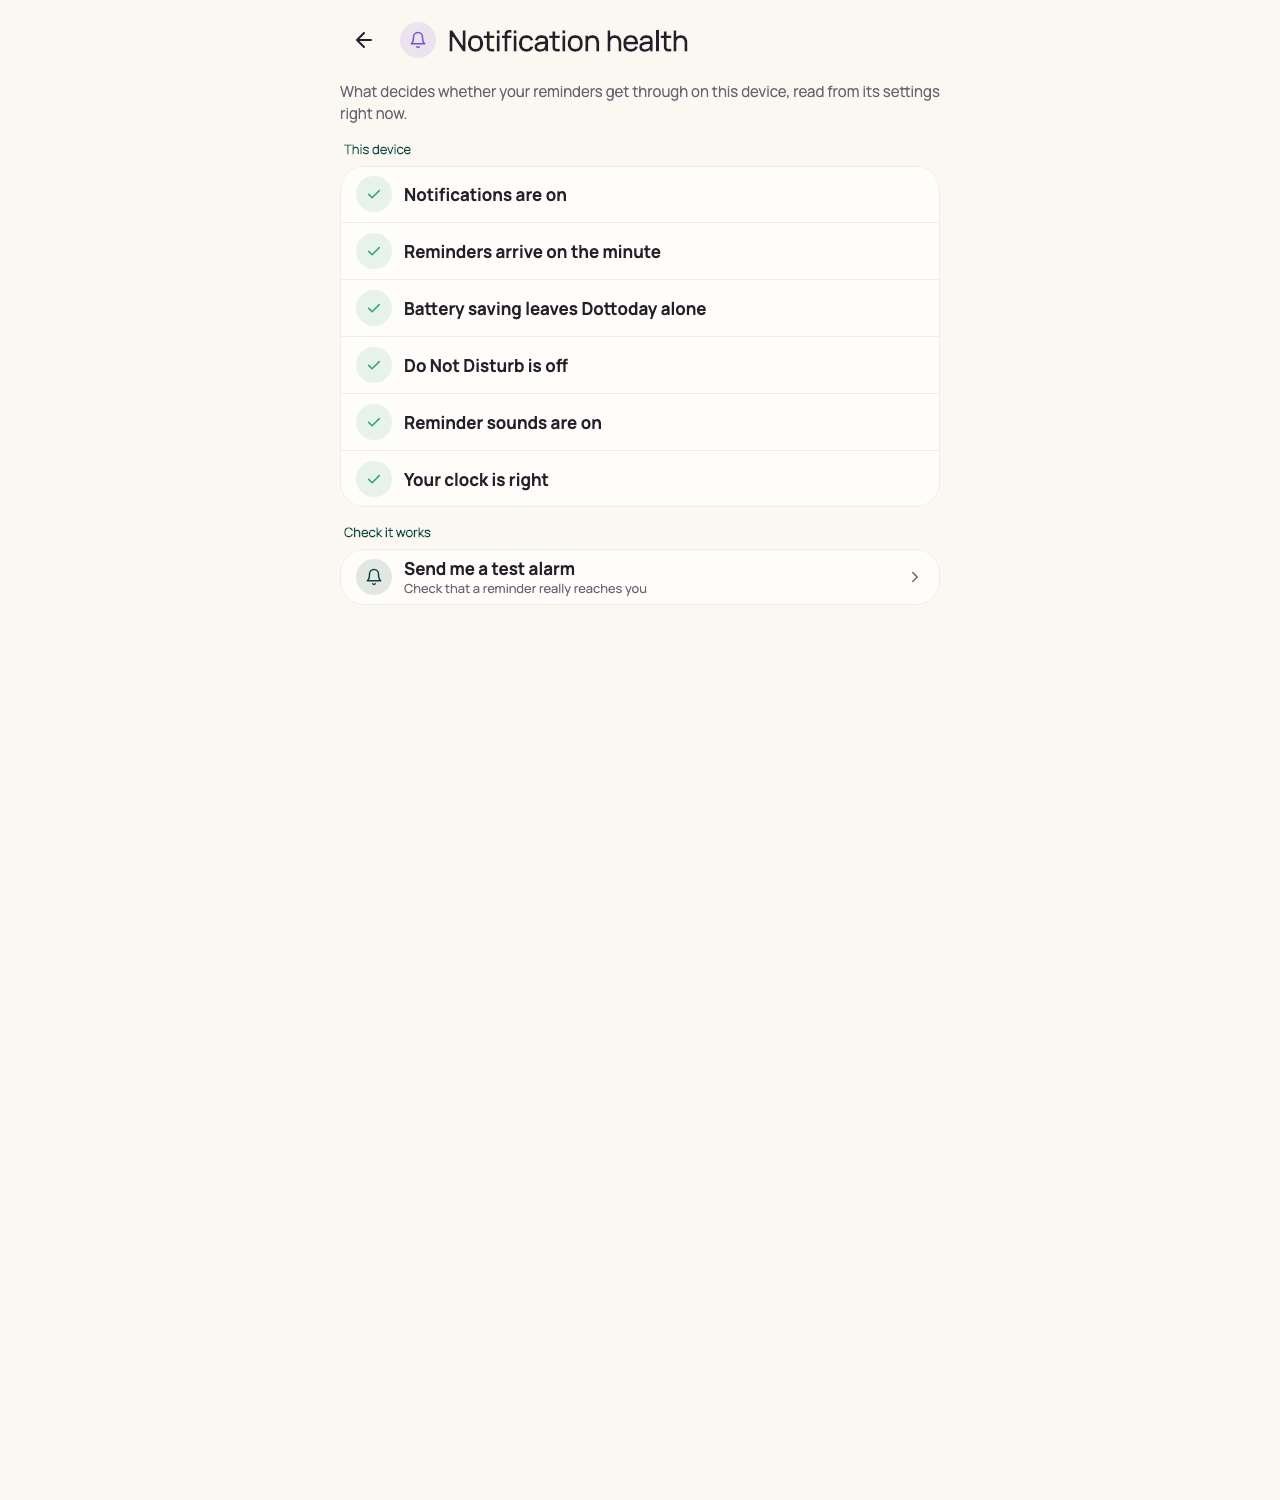 Notification health
What decides whether your reminders get through on this device, read from its settings
right now.
This device
Notifications are on
Reminders arrive on the minute
Battery saving leaves Dottoday alone
Do Not Disturb is off
Reminder sounds are on
Your clock is right
Check it works
Send me a test alarm
Check that a reminder really reaches you